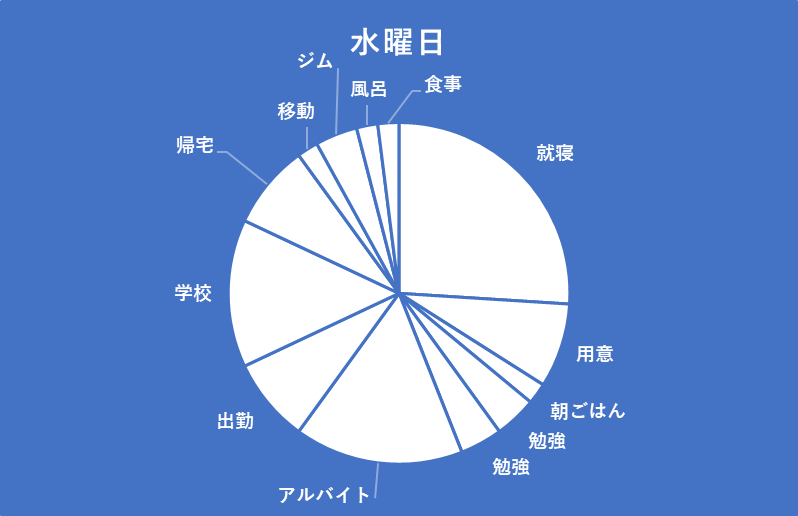 水曜日
就寝
用意
朝ごはん
勉強
勉強
アルバイト
出勤
学校
帰宅
移動
ジム
風呂
食事